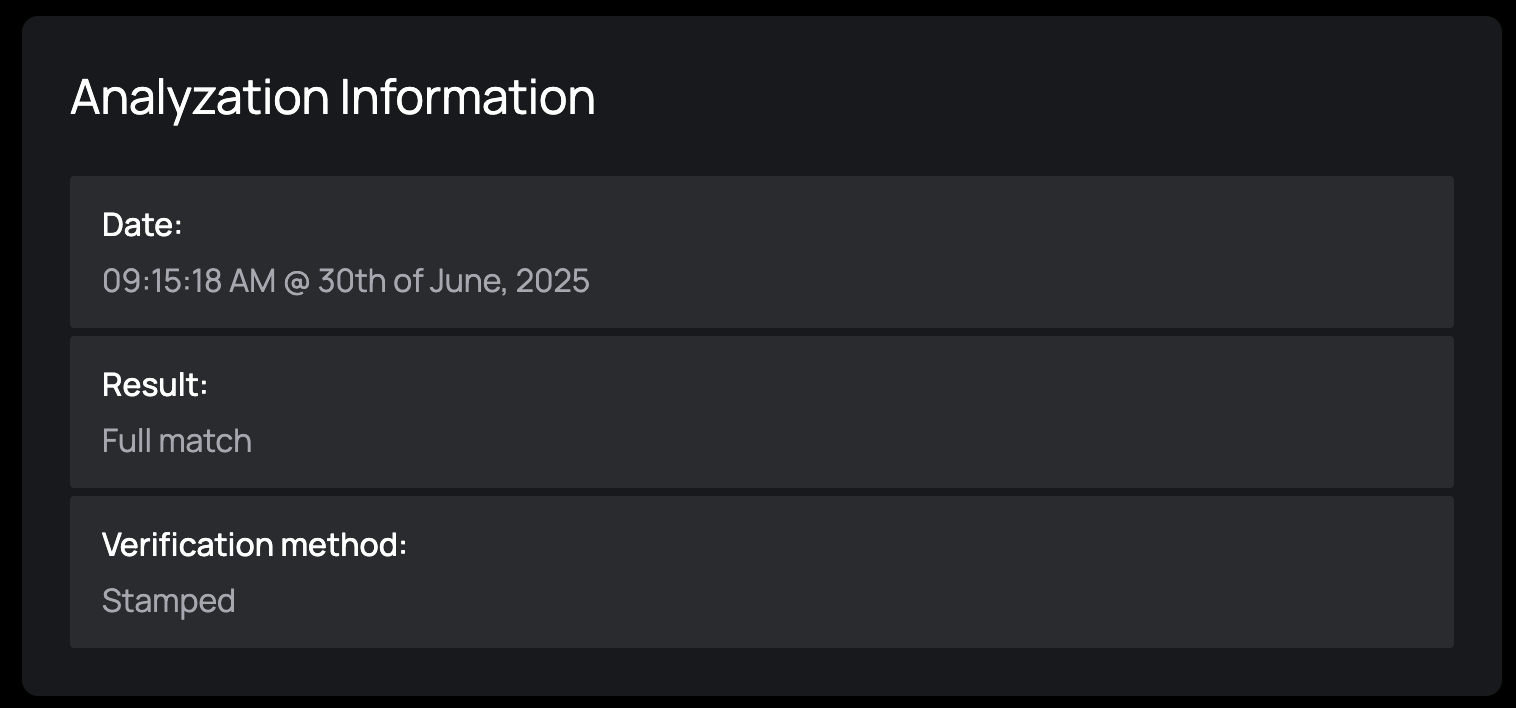 Analyzation Information
Date:
09:15:18 AM @ 30th of June, 2025
Result:
Full match
Verification method:
Stamped